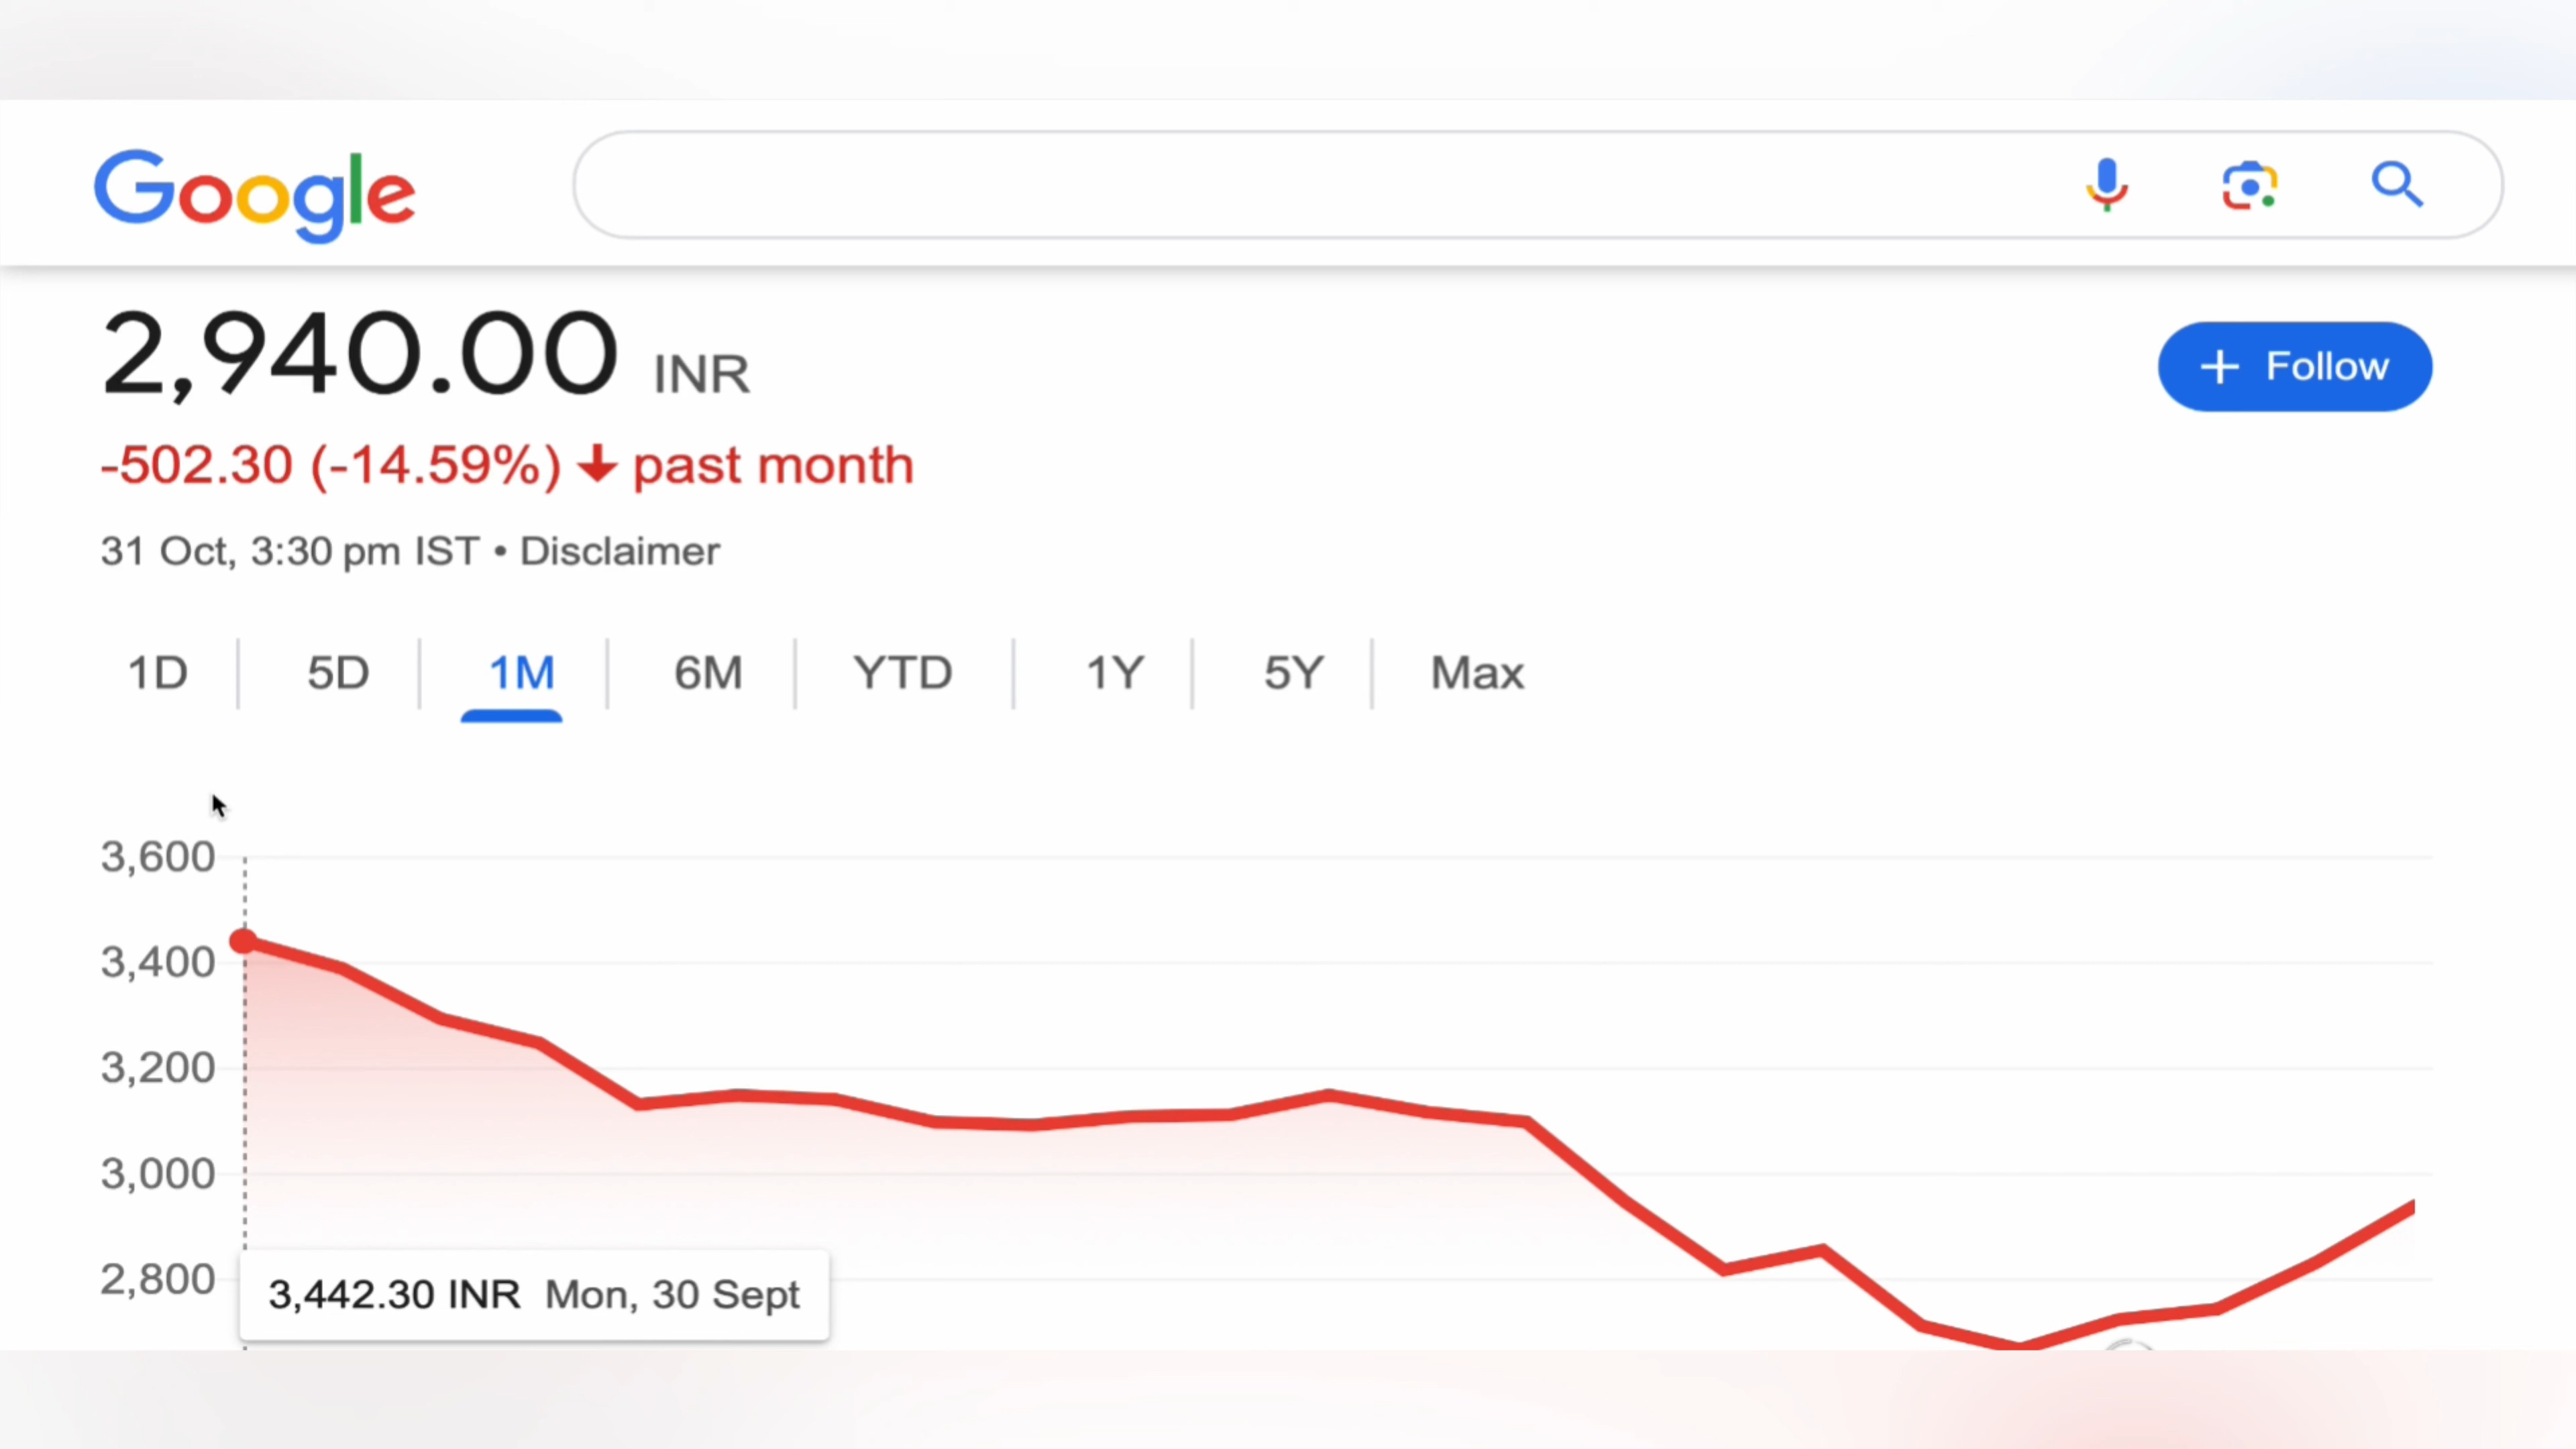 Google
2,940.00 INR
+ Follow
-502.30 (-14.59%) ↓ past month
31 Oct, 3:30 pm IST • Disclaimer
1D 5D 1M 6M YTD 1Y 5Y Max
3,600
3,400
3,200
3,000
2,800
3,442.30 INR Mon, 30 Sept